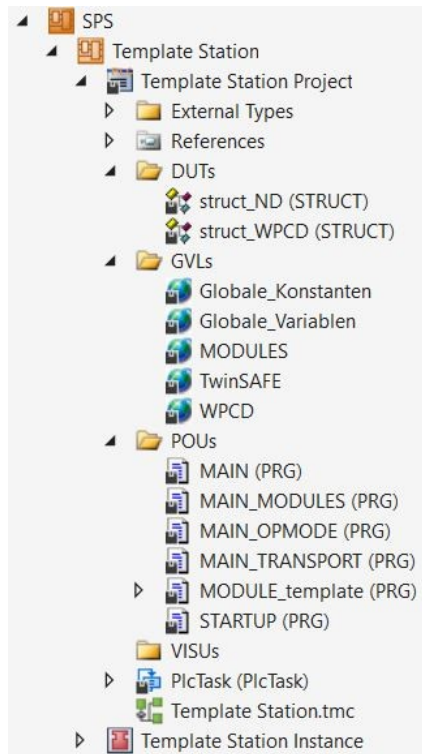 SPS
Template Station
Template Station Project
External Types
References
DUTs
struct_ND (STRUCT)
struct_WPCD (STRUCT)
GVLs
Globale_Konstanten
Globale_Variablen
MODULES
TwinSAFE
WPCD
POUs
MAIN (PRG)
MAIN_MODULES (PRG)
MAIN_OPMODE (PRG)
MAIN_TRANSPORT (PRG)
MODULE_template (PRG)
STARTUP (PRG)
VISUs
PlcTask (PlcTask)
Template Station.tmc
Template Station Instance